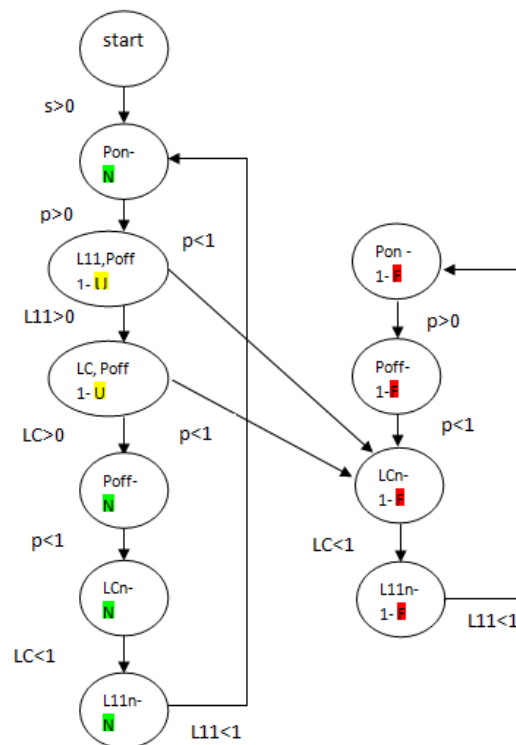 start
s>0
Pon-
N
p>0
L11,Poff
1- U
p<1
L11>0
LC, Poff
1- U
p<1
LC>0
Poff-
N
p<1
LCn-
N
LC<1
L11n-
N
L11<1
Pon -
1- F
p>0
Poff-
1- F
p<1
LCn-
1- F
LC<1
L11n-
1- F
L11<1